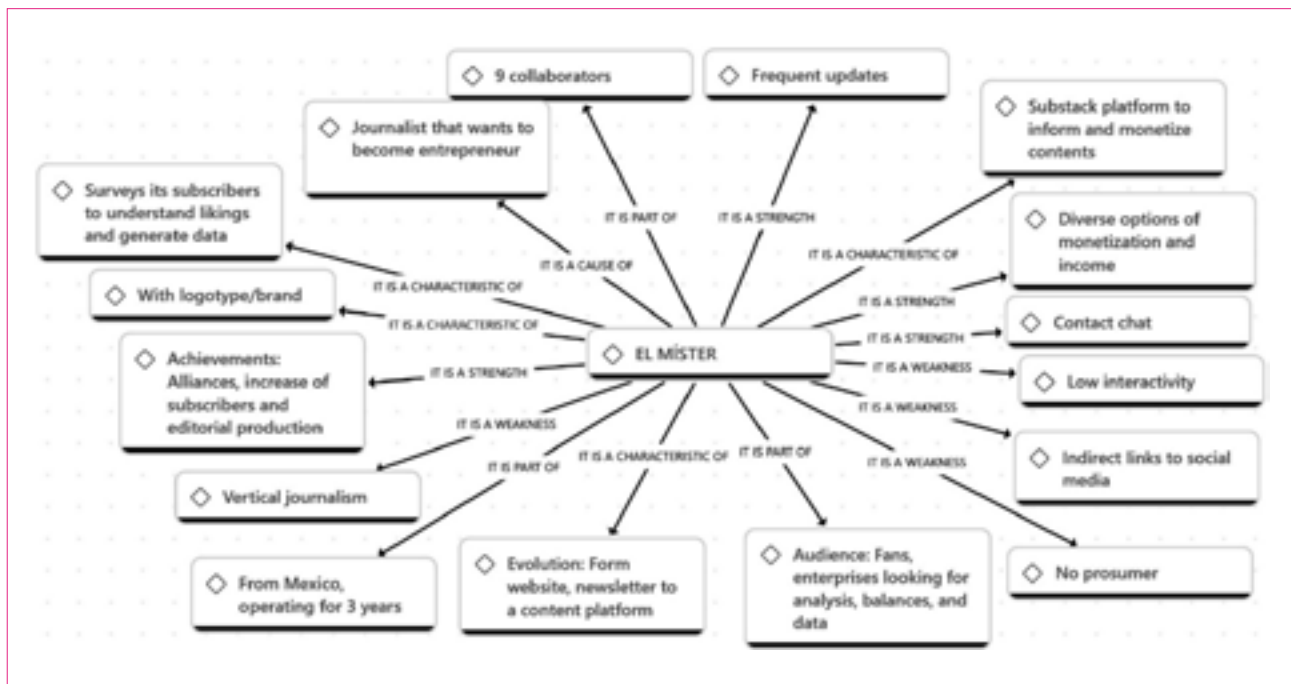 9 collaborators
Frequent updates
Journalist that wants to
become entrepreneur
Substack platform to
inform and monetize
contents
Surveys its subscribers
to understand likings
and generate data
Diverse options of
monetization and
income
IT IS PART OF
IT IS A STRENGTH
IT IS A CAUSE OF
IT IS A CHARACTERISTIC OF
IT IS A CHARACTERISTIC OF
With logotype/brand
IT IS A STRENGTH
IT IS A CHARACTERISTIC OF
Contact chat
IT IS A STRENGTH
EL MÍSTER
Achievements:
Alliances, increase of
subscribers and
editorial production
IT IS A STRENGTH
IT IS A WEAKNESS
Low interactivity
IT IS A WEAKNESS
IT IS A WEAKNESS
IT IS A CHARACTERISTIC OF
IT IS PART OF
IT IS PART OF
IT IS A WEAKNESS
Indirect links to social
media
Vertical journalism
From Mexico,
operating for 3 years
Evolution: Form
website, newsletter to
a content platform
Audience: Fans,
enterprises looking for
analysis, balances, and
data
No prosumer